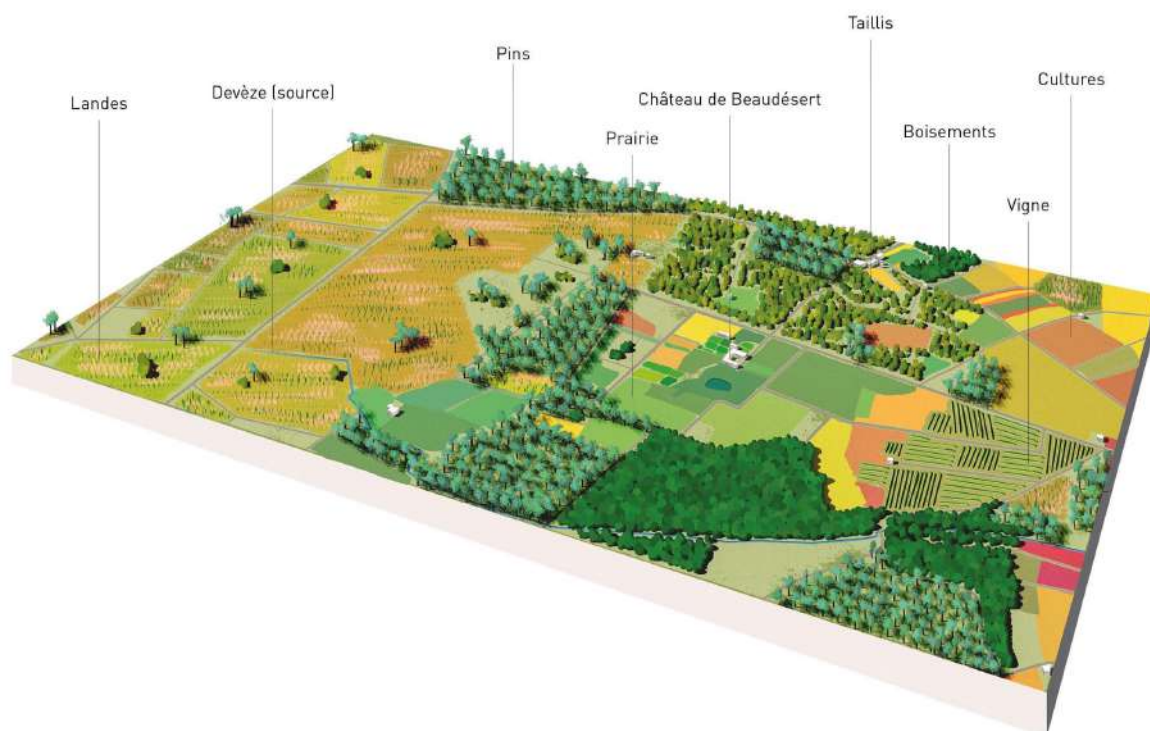 Taillis
Pins
Cultures
Devèze (source)
Landes
Château de Beaudésert
Boisements
Prairie
Vigne